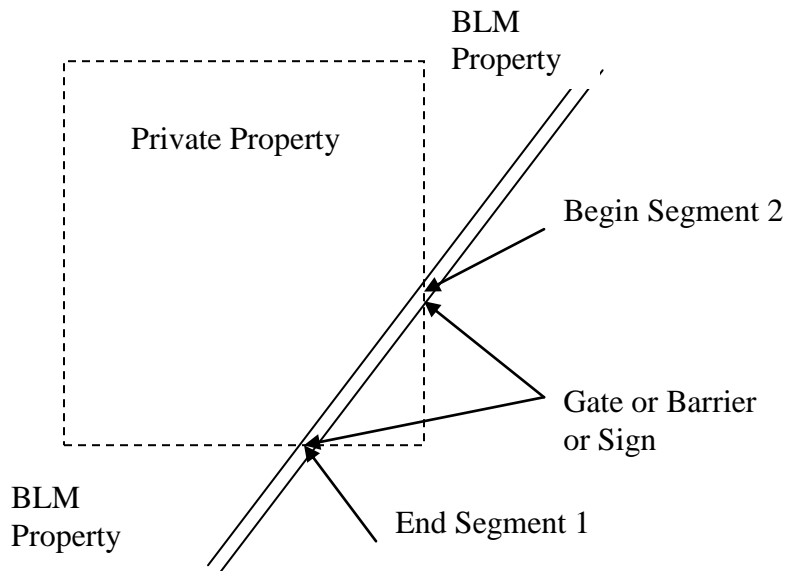 BLM
Property
Private Property
Begin Segment 2
Gate or Barrier
or Sign
BLM
Property
End Segment 1